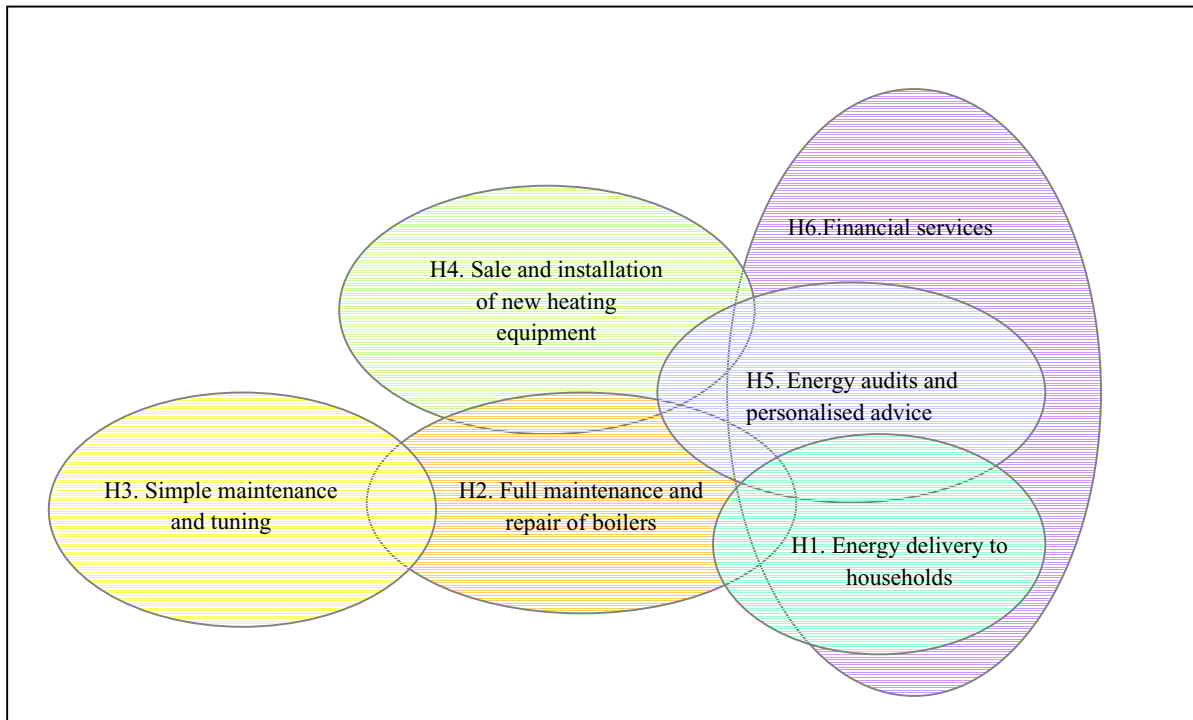 H6.Financial services
H4. Sale and installation
of new heating
equipment
H5. Energy audits and
personalised advice
H3. Simple maintenance
and tuning
H2. Full maintenance and
repair of boilers
H1. Energy delivery to
households